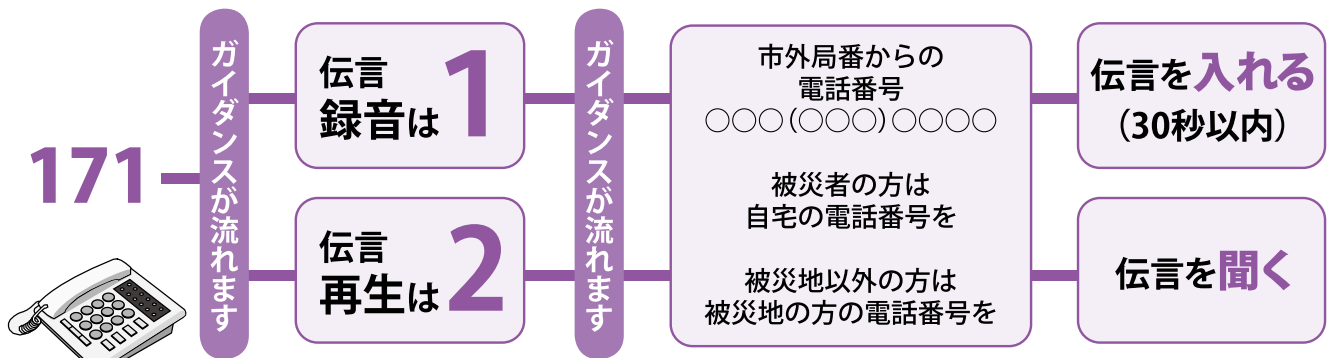 171
ガイダンスが流れます
伝言
録音は1
伝言
再生は2
ガイダンスが流れます
市外局番からの
電話番号
○○○(○○○)○○○○
被災者の方は
自宅の電話番号を
被災地以外の方は
被災地の方の電話番号を
伝言を入れる
(30秒以内)
伝言を聞く